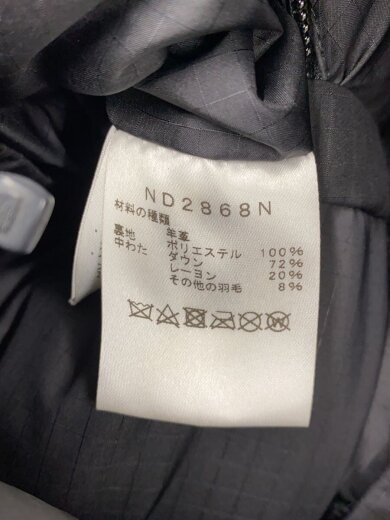 ND2868N
材料の種類
羊革
裏地 ポリエステル 100%
中わた ダウン 72%
レーヨン 20%
その他の羽毛 8%